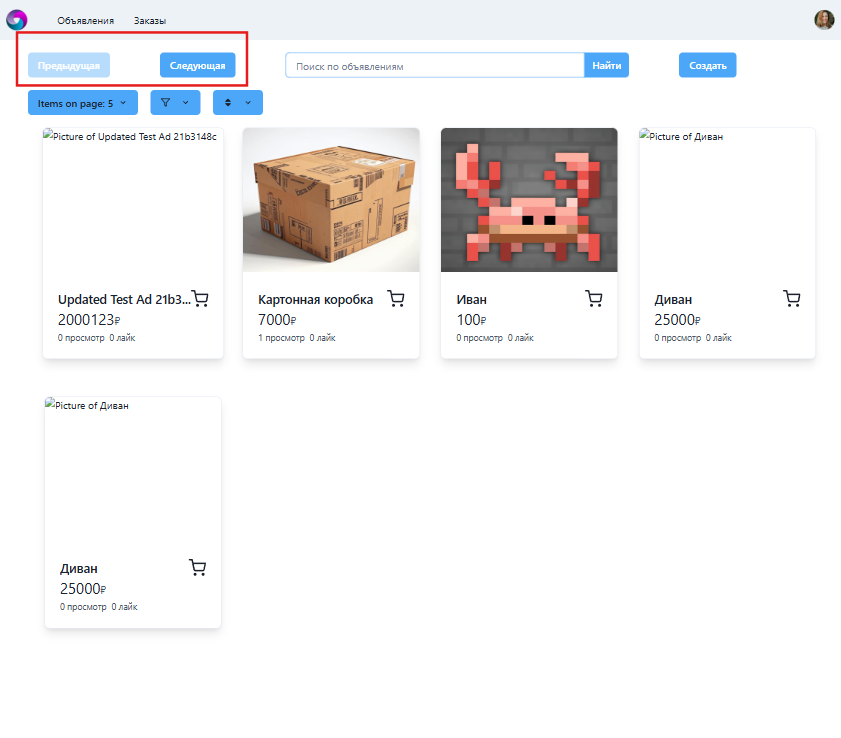 Объявления Заказы
Предыдущая Следующая Поиск по объявлениям Найти Создать
Items on page: 5
Picture of Updated Test Ad 21b3148c
Picture of Диван
Updated Test Ad 21b3...
2000123₽
0 просмотр 0 лайк
Картонная коробка
7000₽
1 просмотр 0 лайк
Иван
100₽
0 просмотр 0 лайк
Диван
25000₽
0 просмотр 0 лайк
Picture of Диван
Диван
25000₽
0 просмотр 0 лайк